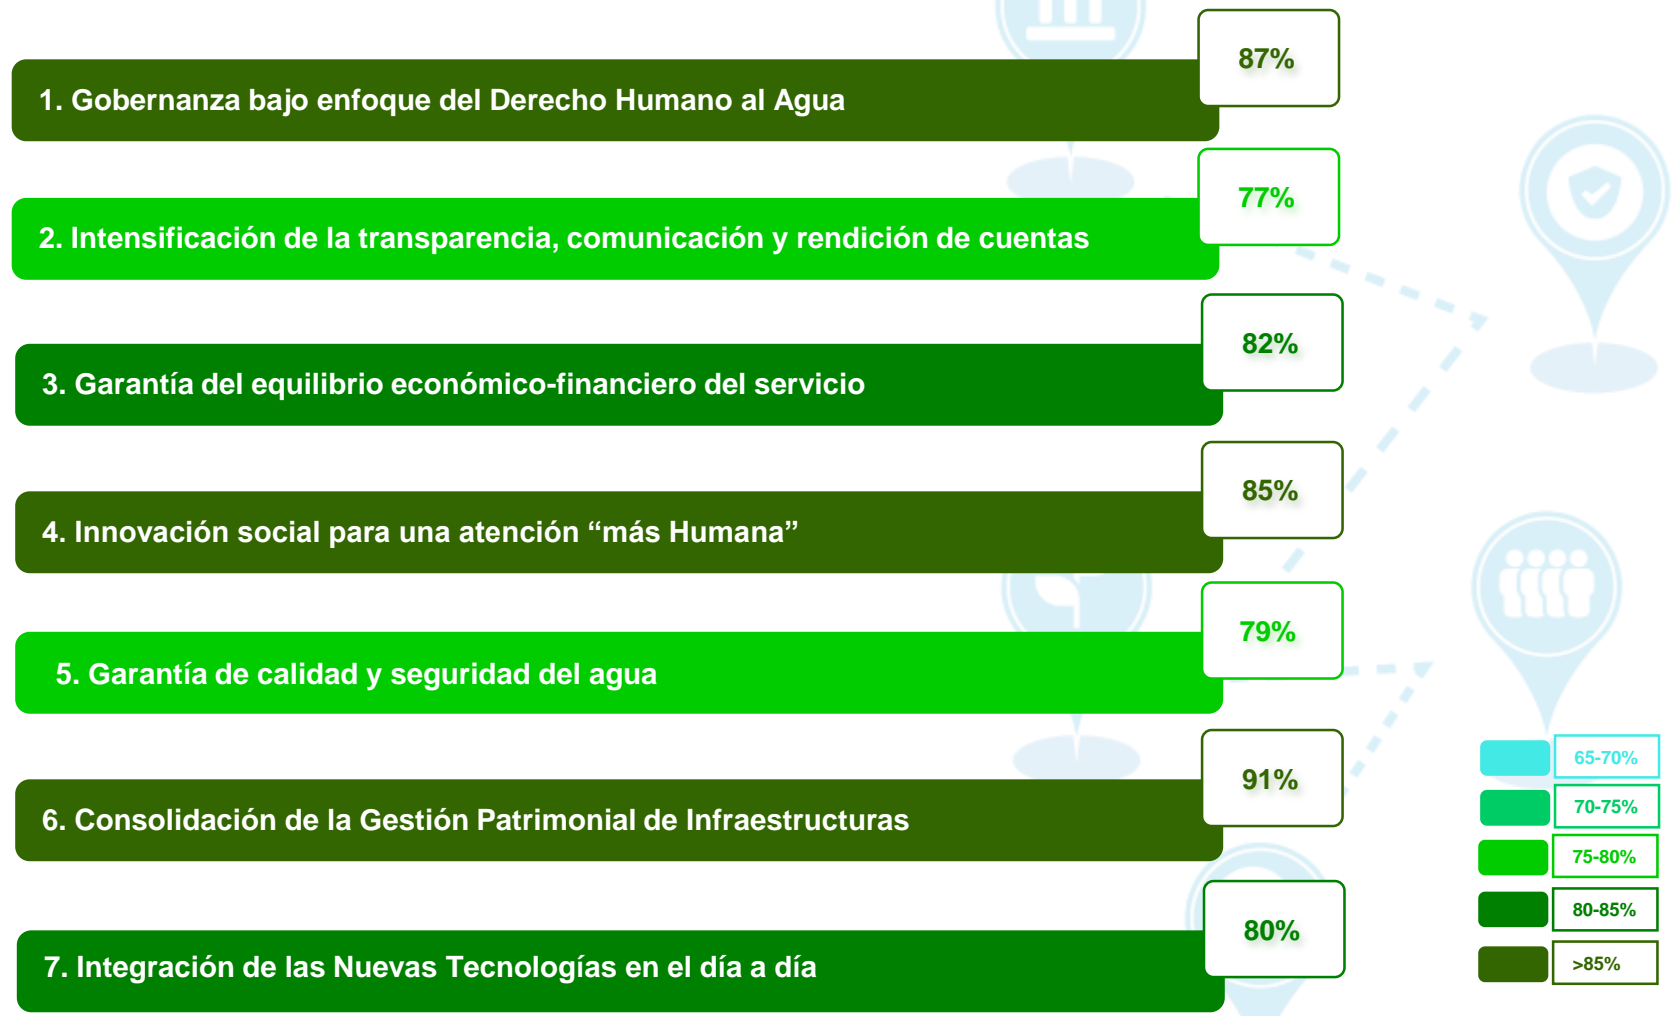 87%
1. Gobernanza bajo enfoque del Derecho Humano al Agua
77%
2. Intensificación de la transparencia, comunicación y rendición de cuentas
82%
3. Garantía del equilibrio económico-financiero del servicio
85%
4. Innovación social para una atención “más Humana”
79%
5. Garantía de calidad y seguridad del agua
91%
6. Consolidación de la Gestión Patrimonial de Infraestructuras
80%
7. Integración de las Nuevas Tecnologías en el día a día
65-70%
70-75%
75-80%
80-85%
>85%